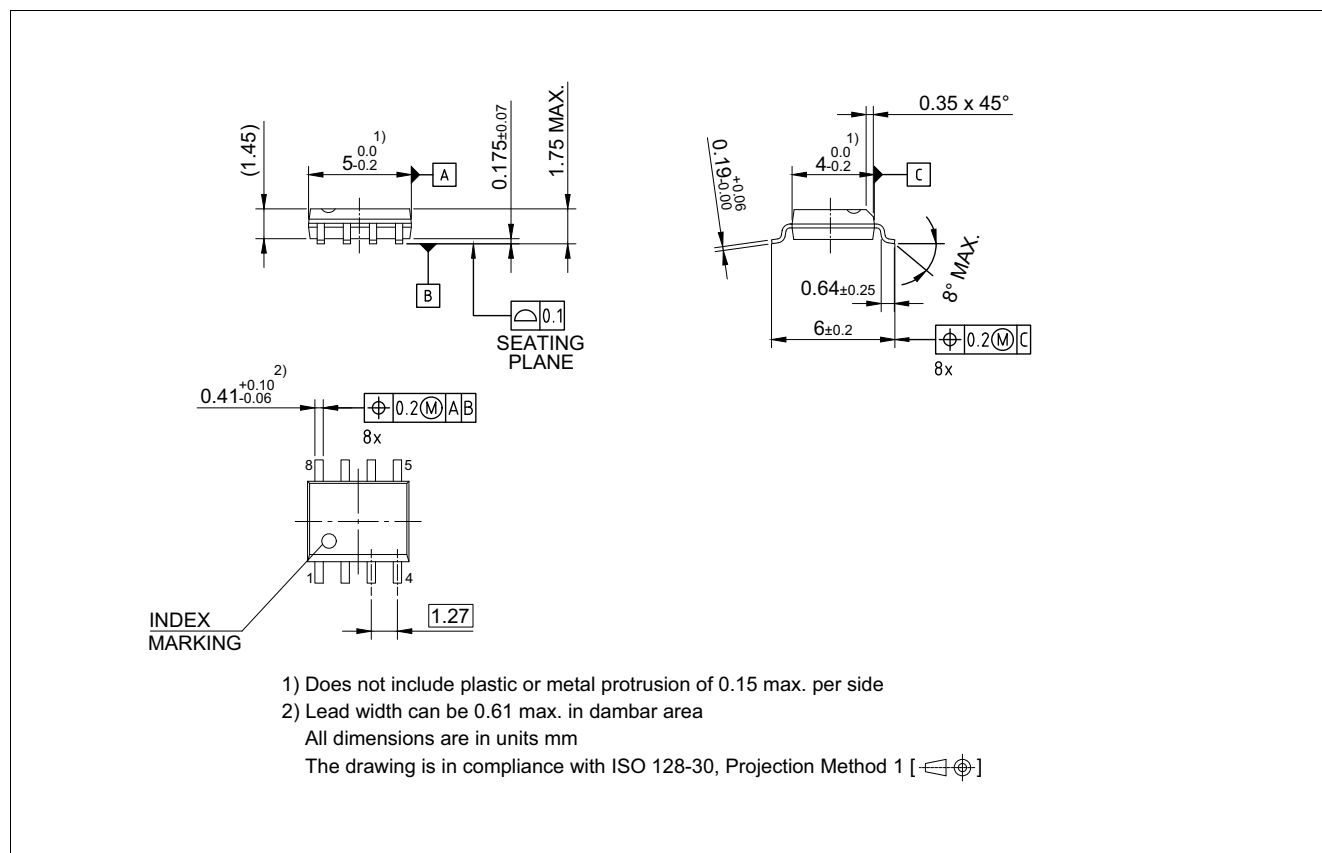 (1.45)
5 0.0 -0.2 1)
A
0.175±0.07
1.75 MAX.
B
⌓ 0.1
SEATING
PLANE
0.35 x 45°
0.19 +0.06 -0.00
4 0.0 -0.2 1)
C
0.64±0.25
8° MAX.
6±0.2
⌖ 0.2 Ⓜ C
8x
0.41 +0.10 -0.06 2)
⌖ 0.2 Ⓜ A B
8x
8
5
1
4
INDEX
MARKING
1.27
1) Does not include plastic or metal protrusion of 0.15 max. per side
2) Lead width can be 0.61 max. in dambar area
All dimensions are in units mm
The drawing is in compliance with ISO 128-30, Projection Method 1 [ ]